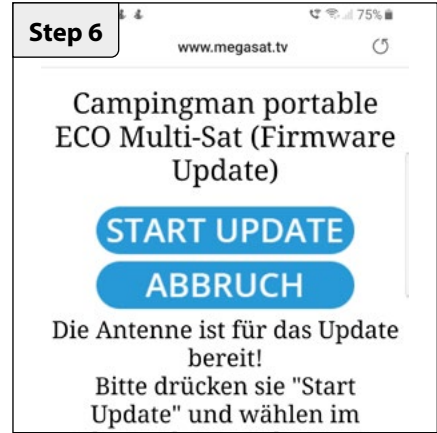 Step 6
75%
www.megasat.tv
Campingman portable
ECO Multi-Sat (Firmware
Update)
START UPDATE
ABBRUCH
Die Antenne ist für das Update
bereit!
Bitte drücken sie "Start
Update" und wählen im